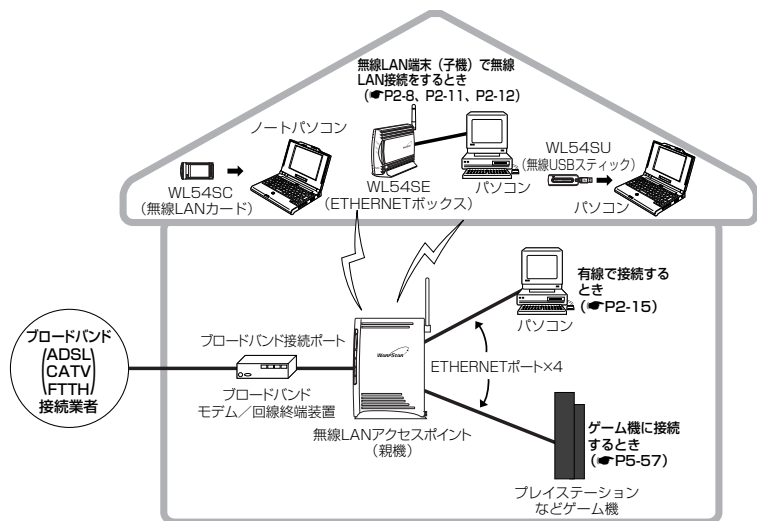 無線LAN端末（子機）で無線
LAN接続をするとき
（☛P2-8、P2-11、P2-12）
ノートパソコン
WL54SC
（無線LANカード）
WL54SE
（ETHERNETボックス）
パソコン
WL54SU
（無線USBスティック）
パソコン
有線で接続する
とき
（☛P2-15）
パソコン
ブロードバンド
ADSL
CATV
FTTH
接続業者
ブロードバンド接続ポート
ブロードバンド
モデム／回線終端装置
WARPSTAR
ETHERNETポート×4
無線LANアクセスポイント
（親機）
ゲーム機に接続
するとき
（☛P5-57）
プレイステーション
などゲーム機